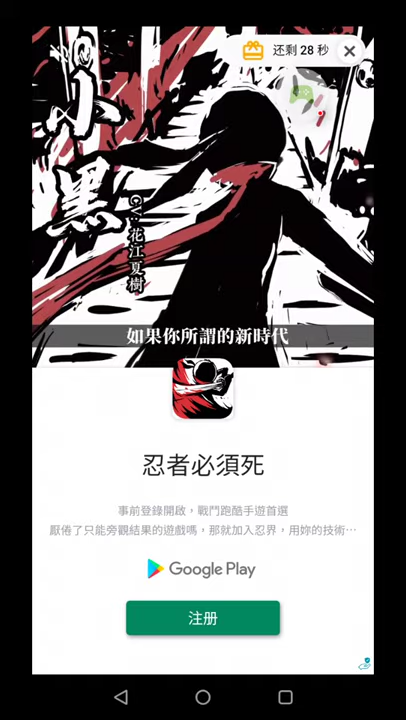 还剩 28 秒
小黑
CV.花江夏樹
如果你所謂的新時代
忍者必須死
事前登錄開啟，戰鬥跑酷手遊首選
厭倦了只能旁觀結果的遊戲嗎，那就加入忍界，用妳的技術…
Google Play
注册